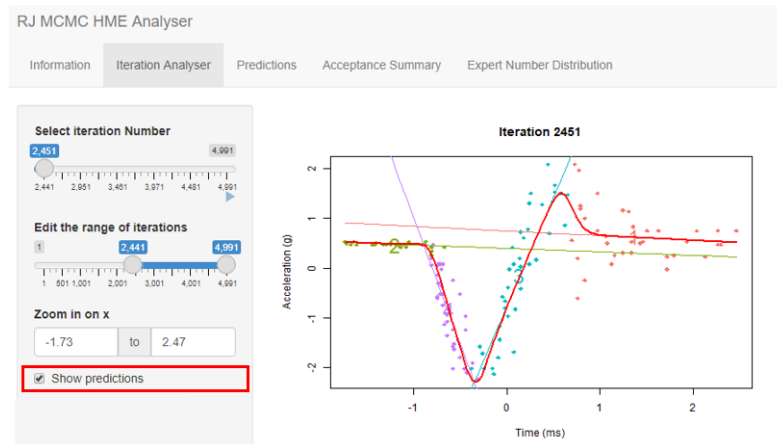 RJ MCMC HME Analyser
Information Iteration Analyser Predictions Acceptance Summary Expert Number Distribution
Select iteration Number
2,451 4,991
2,441 2,951 3,461 3,971 4,481 4,991
Edit the range of iterations
1 2,441 4,991
1 501 1,001 2,001 3,001 4,001 4,991
Zoom in on x
-1.73 to 2.47
Show predictions
Iteration 2451
Acceleration (g)
2
1
0
-1
-2
2
3
-1 0 1 2
Time (ms)